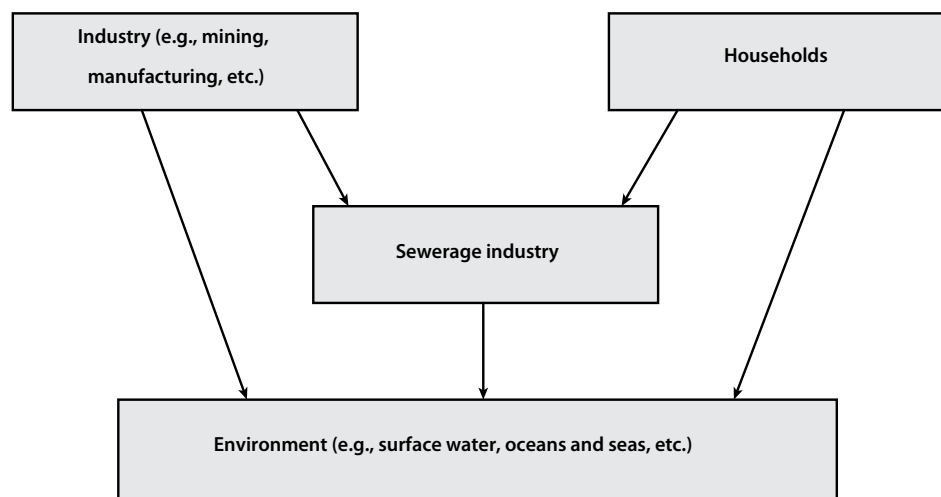 Industry (e.g., mining,
manufacturing, etc.)
Households
Sewerage industry
Environment (e.g., surface water, oceans and seas, etc.)